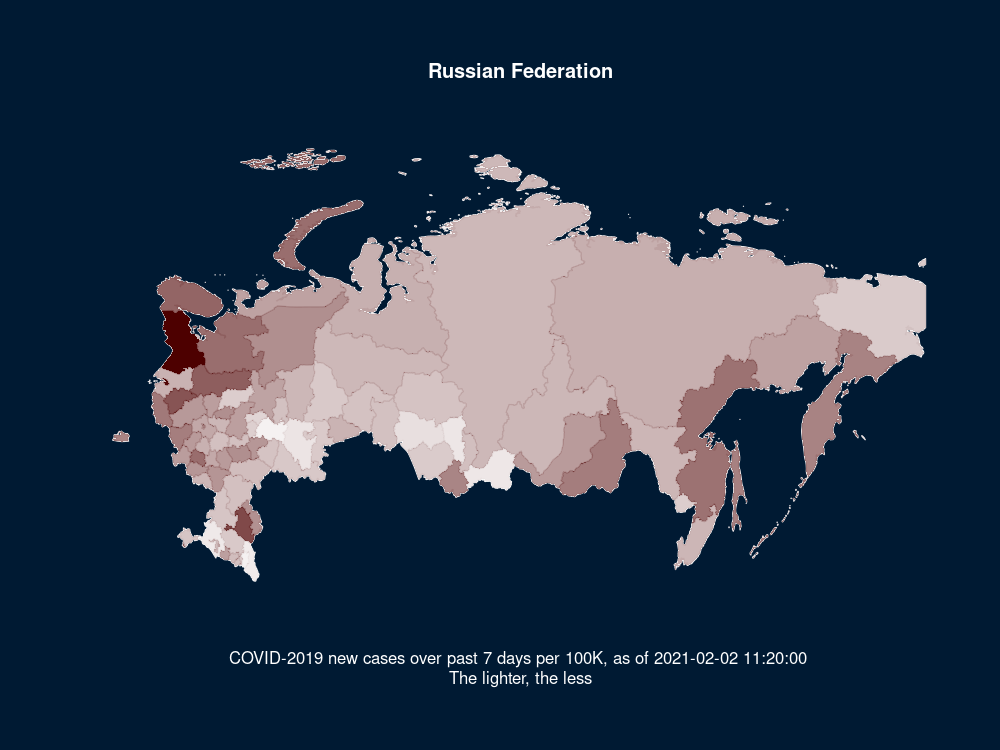 Russian Federation
COVID-2019 new cases over past 7 days per 100K, as of 2021-02-02 11:20:00
The lighter, the less